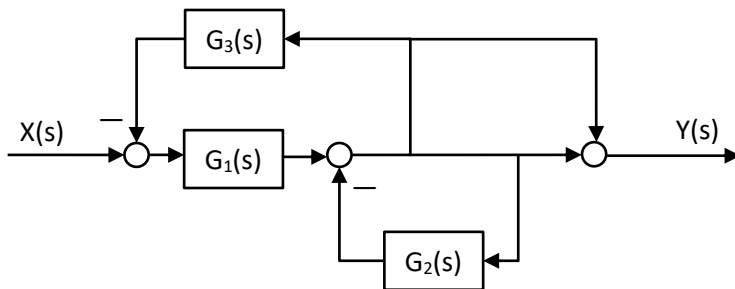 G₃(s)
X(s)
—
G₁(s)
—
Y(s)
G₂(s)